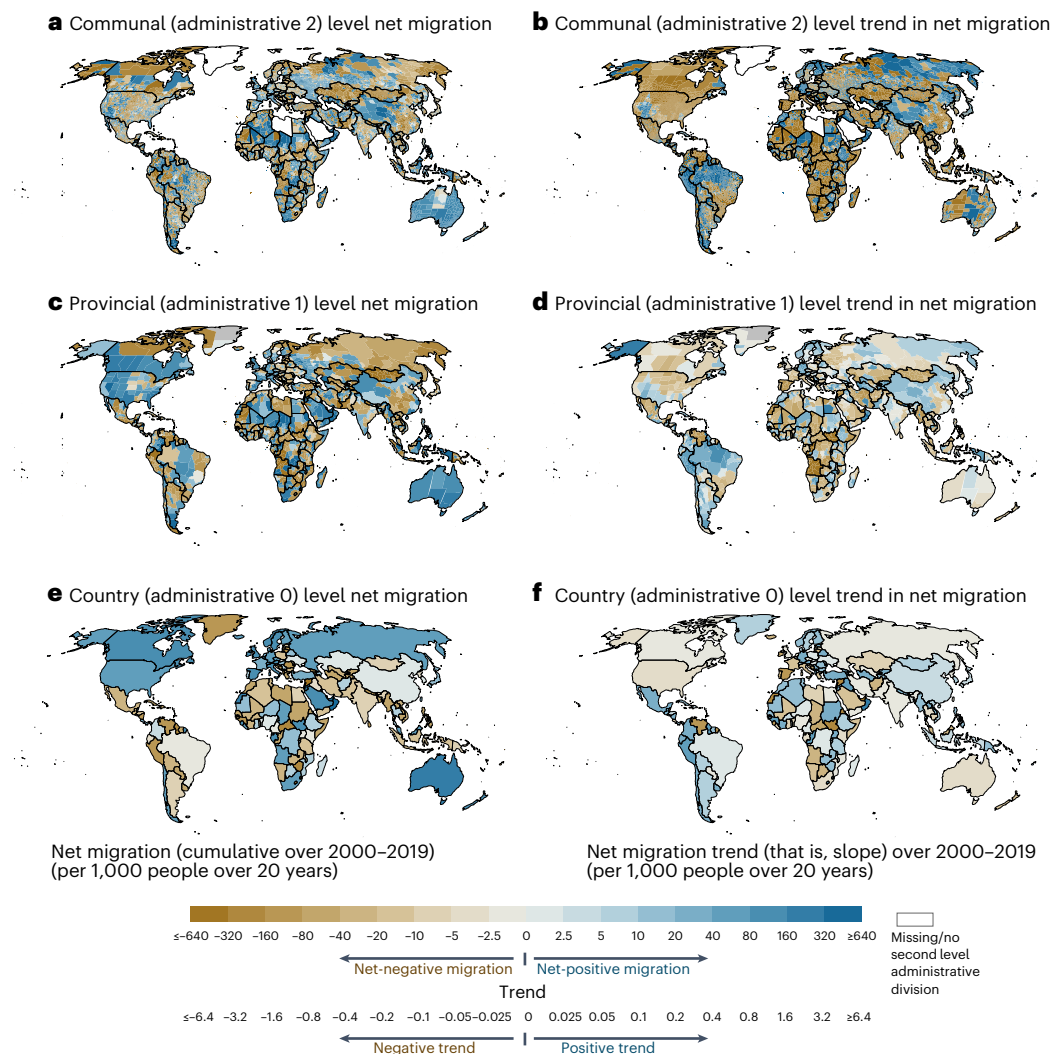 a Communal (administrative 2) level net migration
b Communal (administrative 2) level trend in net migration
c Provincial (administrative 1) level net migration
d Provincial (administrative 1) level trend in net migration
e Country (administrative 0) level net migration
f Country (administrative 0) level trend in net migration
Net migration (cumulative over 2000–2019)
(per 1,000 people over 20 years)
Net migration trend (that is, slope) over 2000–2019
(per 1,000 people over 20 years)
≤–640 –320 –160 –80 –40 –20 –10 –5 –2.5 0 2.5 5 10 20 40 80 160 320 ≥640
Net-negative migration Net-positive migration
Missing/no
second level
administrative
division
Trend
≤–6.4 –3.2 –1.6 –0.8 –0.4 –0.2 –0.1 –0.05 –0.025 0 0.025 0.05 0.1 0.2 0.4 0.8 1.6 3.2 ≥6.4
Negative trend Positive trend